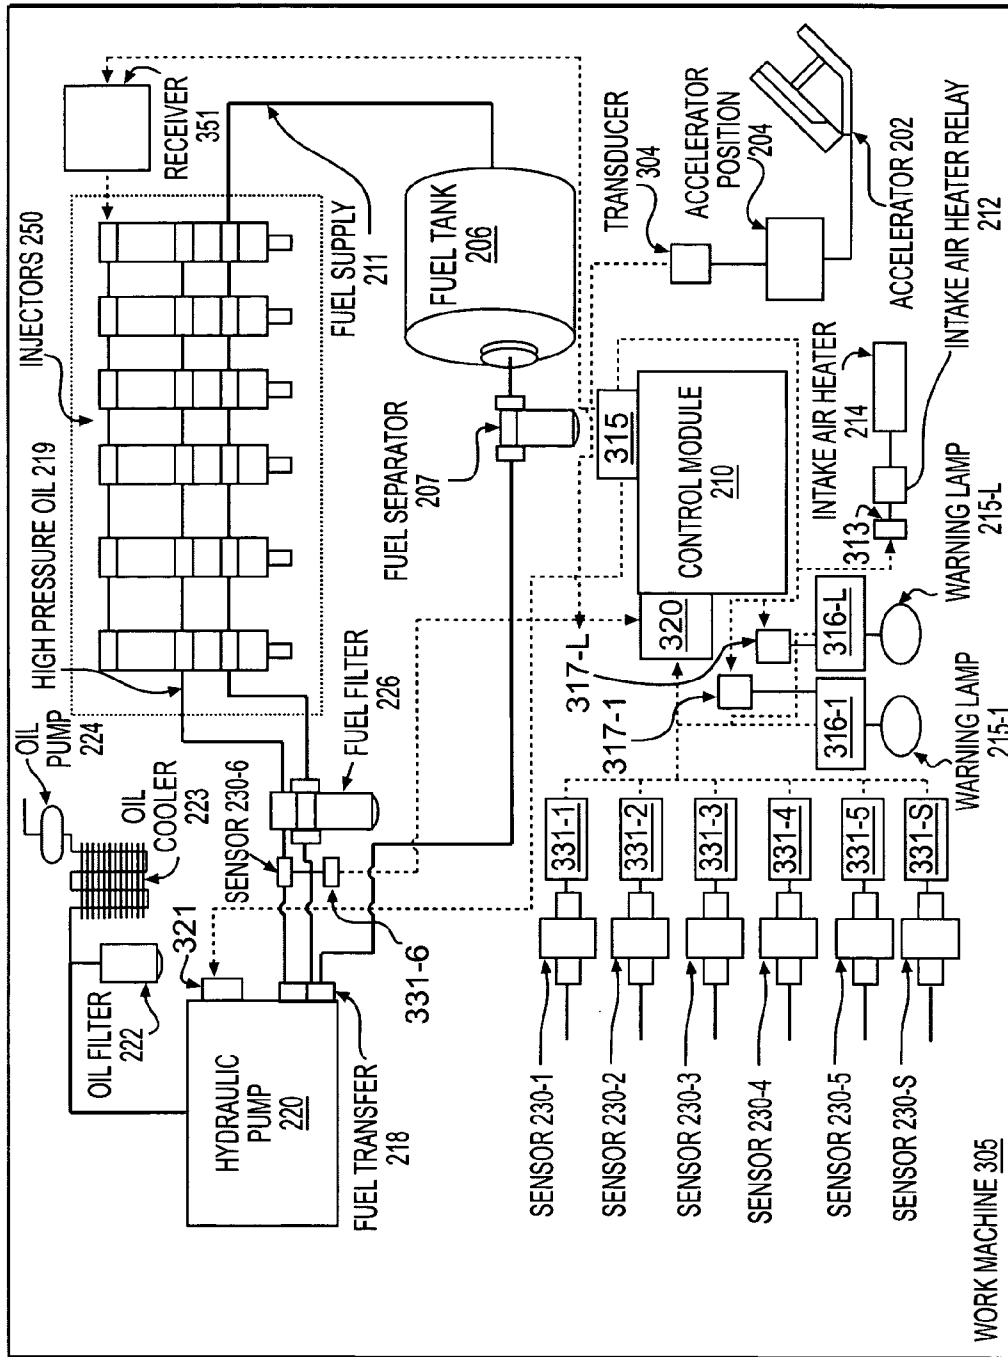 OIL
PUMP
224
HIGH PRESSURE OIL 219
INJECTORS 250
RECEIVER
351
OIL
COOLER
223
OIL FILTER
222
321
SENSOR 230-6
FUEL FILTER
226
FUEL SUPPLY
211
HYDRAULIC
PUMP
220
FUEL TRANSFER
218
331-6
FUEL SEPARATOR
207
FUEL TANK
206
TRANSDUCER
304
ACCELERATOR
POSITION
204
ACCELERATOR 202
INTAKE AIR HEATER RELAY
212
INTAKE AIR HEATER
214
313
315
CONTROL MODULE
210
320
317-L
317-1
316-L
316-1
WARNING LAMP
215-L
WARNING LAMP
215-1
331-1
331-2
331-3
331-4
331-5
331-S
SENSOR 230-1
SENSOR 230-2
SENSOR 230-3
SENSOR 230-4
SENSOR 230-5
SENSOR 230-S
WORK MACHINE 305